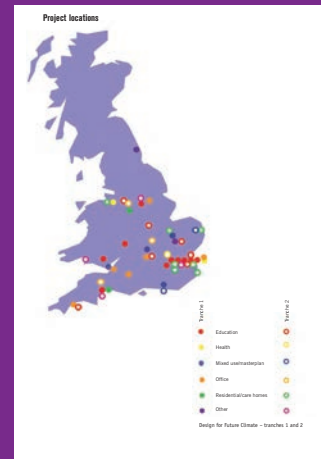 Project locations
Tranche 1
Tranche 2
Education
Health
Mixed use/masterplan
Office
Residential/care homes
Other
Design for Future Climate – tranches 1 and 2